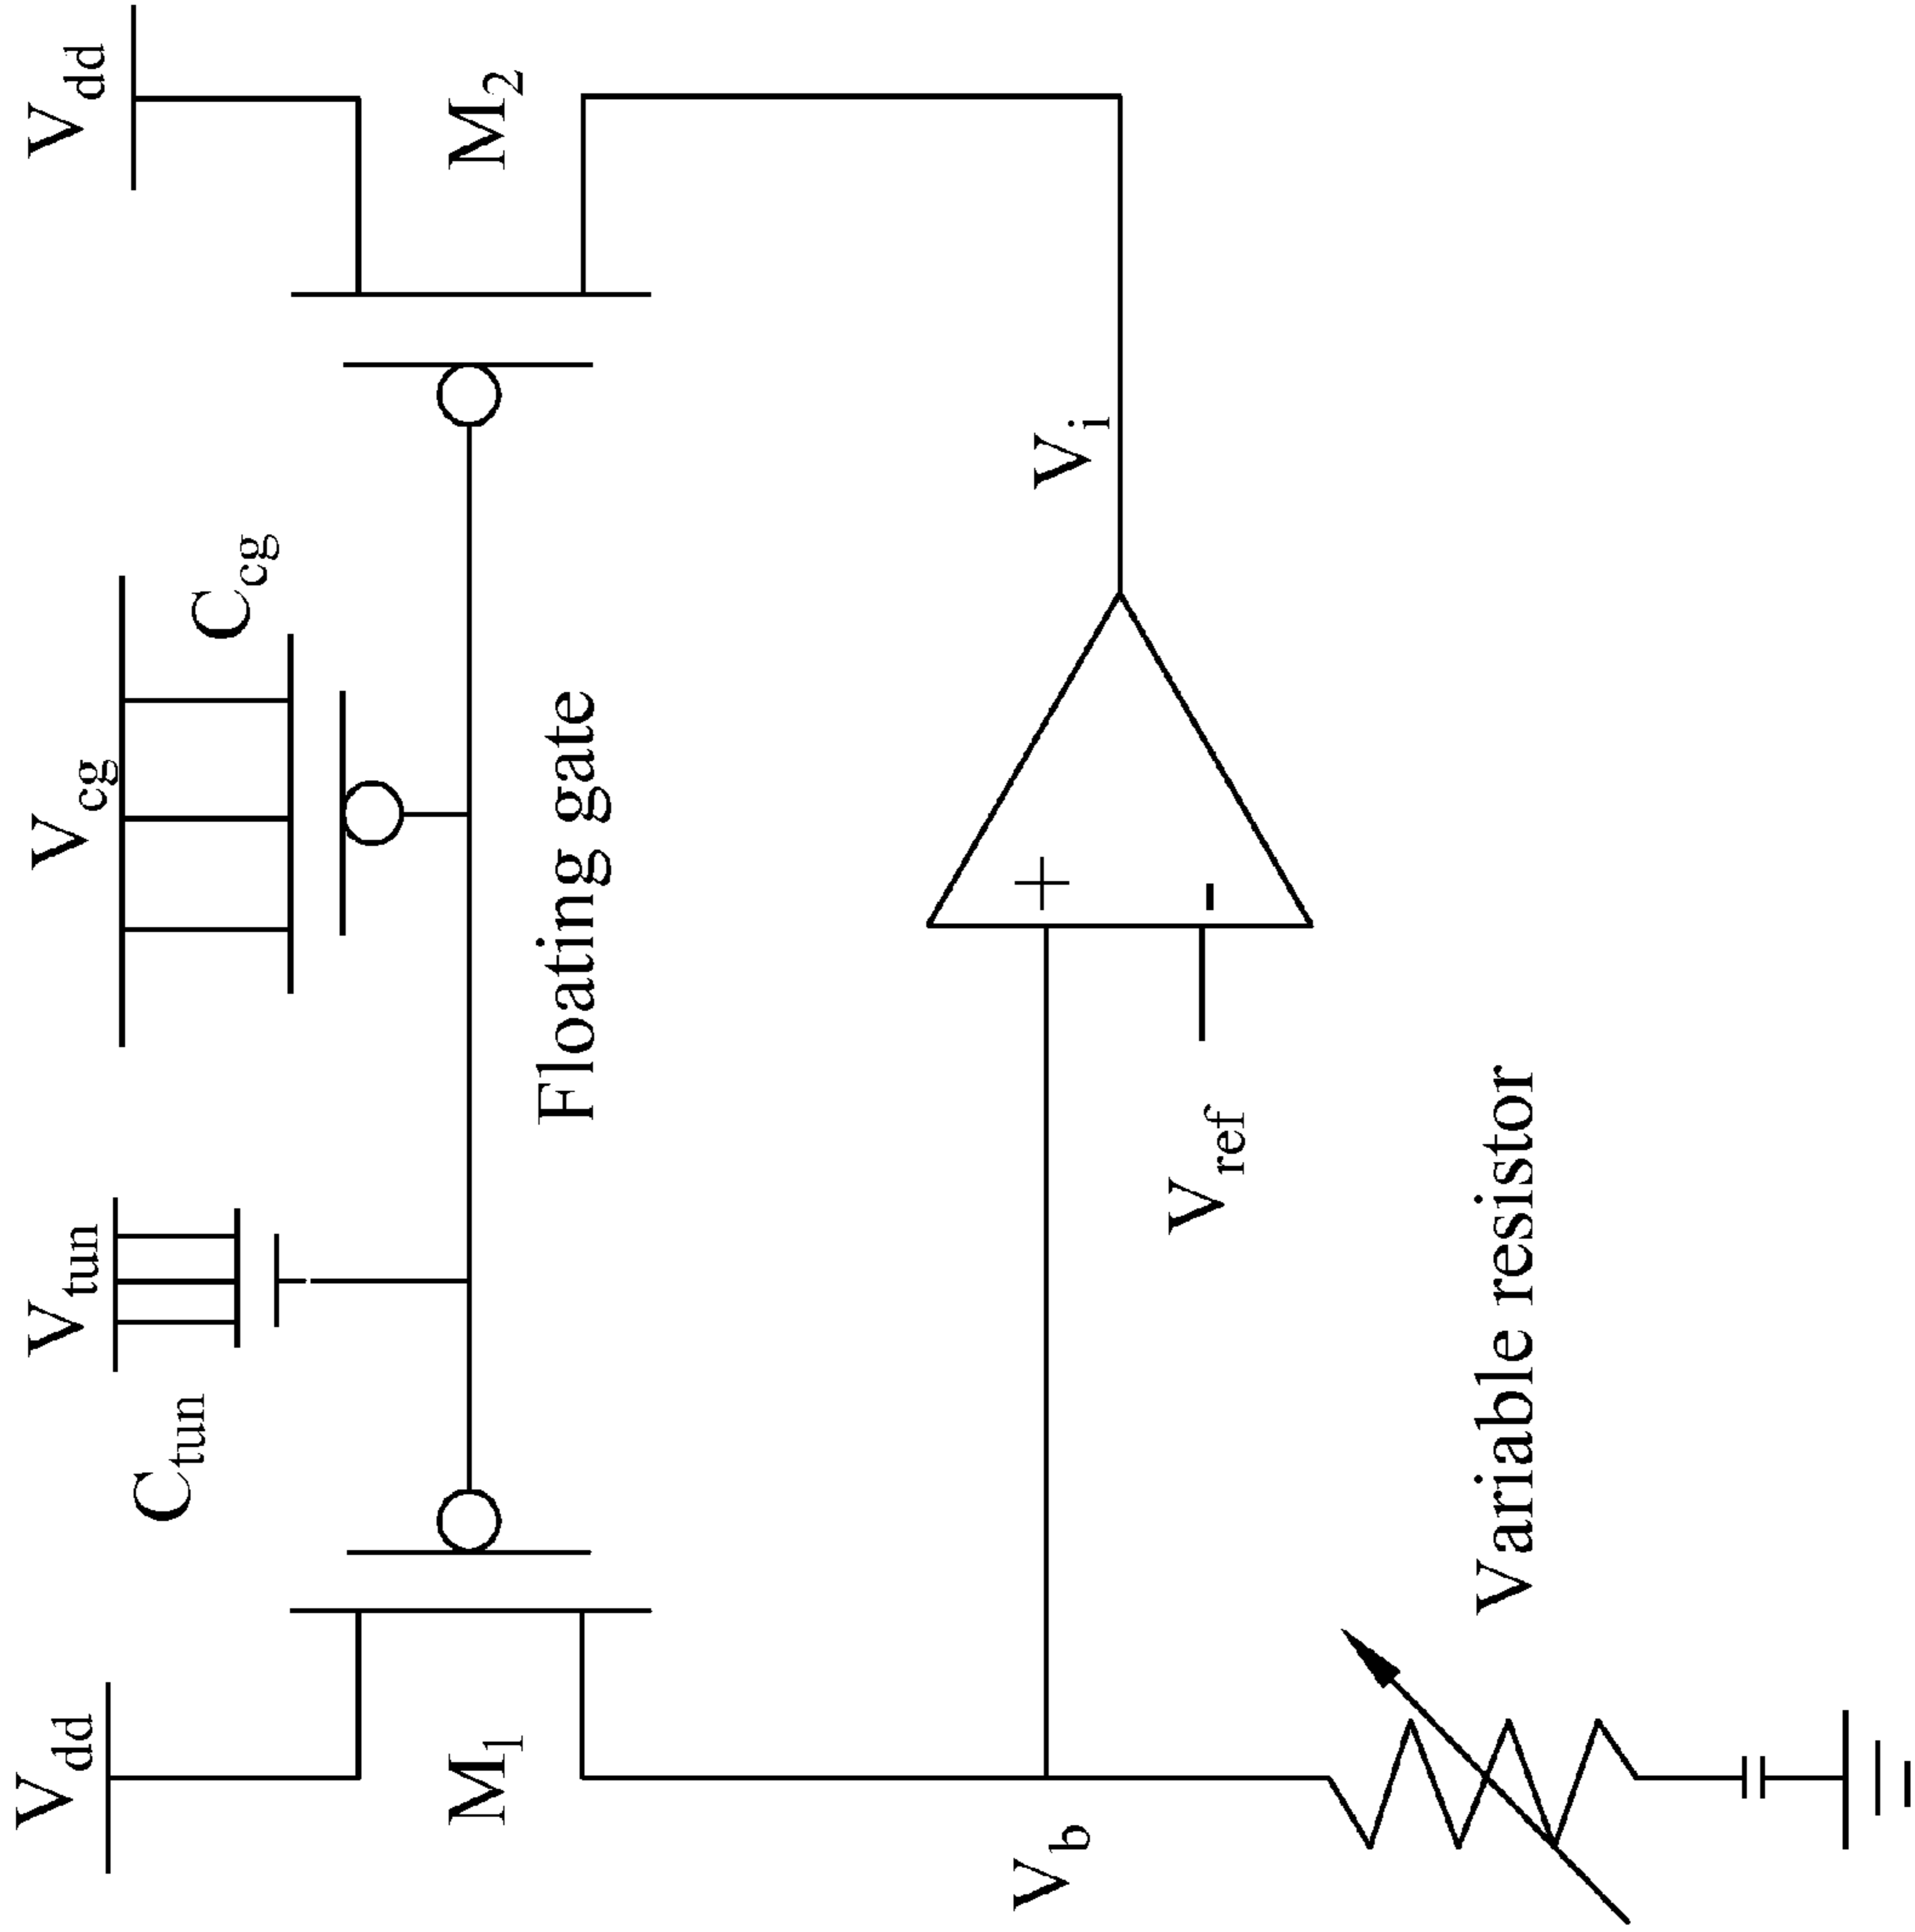 Vdd
Vtun
Vcg
Vdd
Ctun
Ccg
M1
M2
Floating gate
Vb
+
-
Vi
Vref
Variable resistor